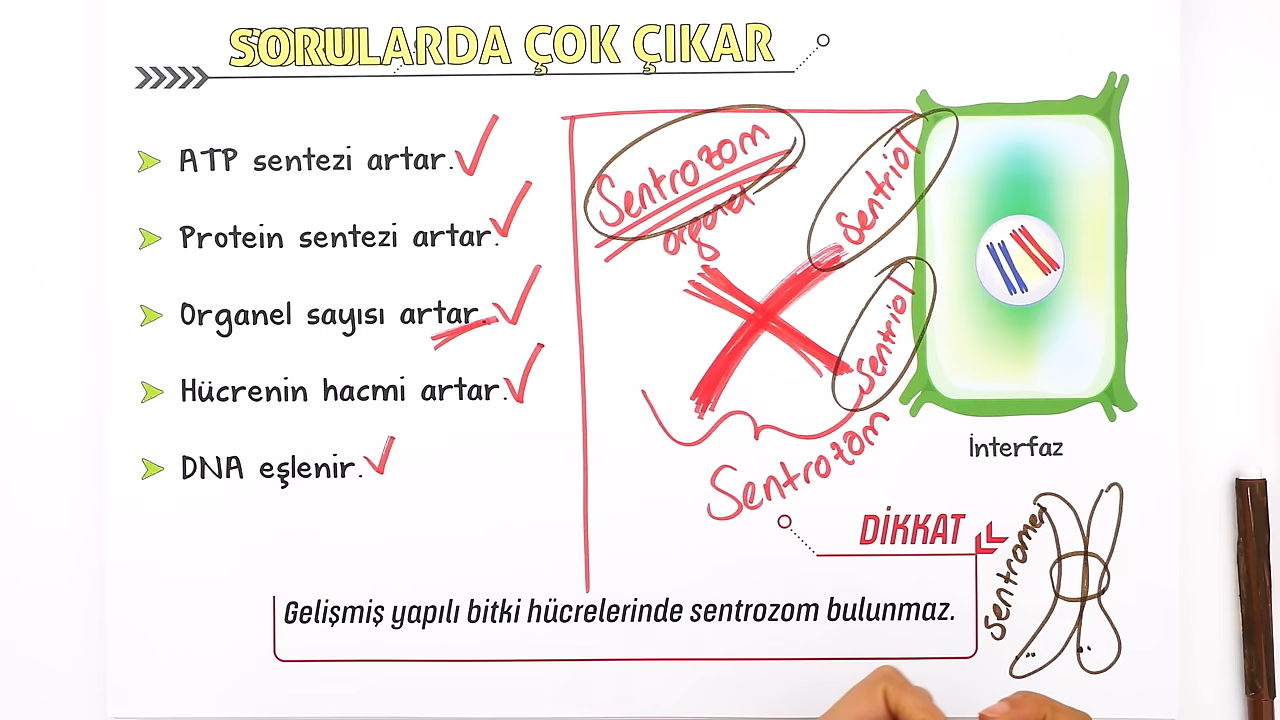 SORULARDA ÇOK ÇIKAR
ATP sentezi artar.
Protein sentezi artar.
Organel sayısı artar.
Hücrenin hacmi artar.
DNA eşlenir.
Sentrozom
organel
Sentriol
Sentriol
Sentrozom
İnterfaz
DİKKAT
Gelişmiş yapılı bitki hücrelerinde sentrozom bulunmaz.
Sentromer